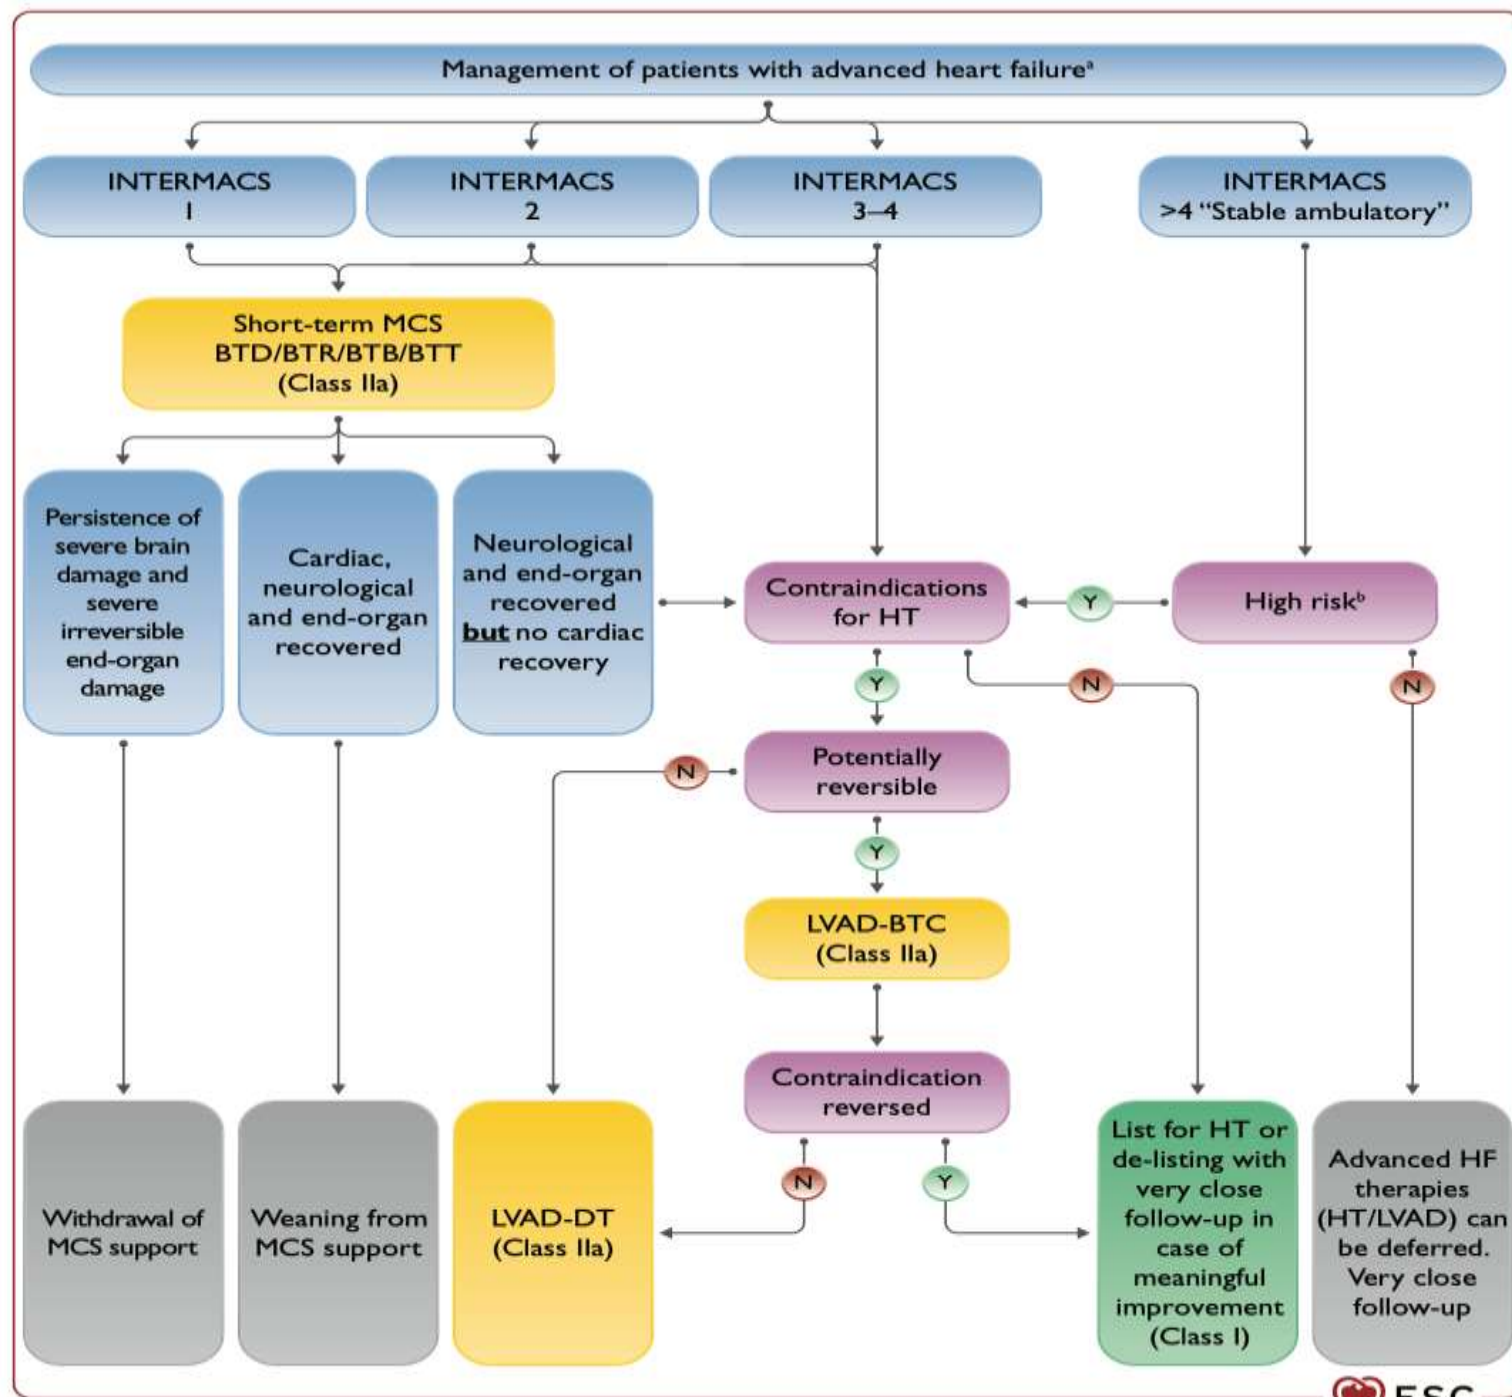 Management of patients with advanced heart failureᵃ
INTERMACS
1
INTERMACS
2
INTERMACS
3–4
INTERMACS
>4 “Stable ambulatory”
Short-term MCS
BTD/BTR/BTB/BTT
(Class IIa)
Persistence of
severe brain
damage and
severe
irreversible
end-organ
damage
Cardiac,
neurological
and end-organ
recovered
Neurological
and end-organ
recovered
but no cardiac
recovery
Contraindications
for HT
Y
High riskᵇ
Y
N
N
N
Potentially
reversible
Y
LVAD-BTC
(Class IIa)
Contraindication
reversed
N
Y
Withdrawal of
MCS support
Weaning from
MCS support
LVAD-DT
(Class IIa)
List for HT or
de-listing with
very close
follow-up in
case of
meaningful
improvement
(Class I)
Advanced HF
therapies
(HT/LVAD) can
be deferred.
Very close
follow-up
ESC